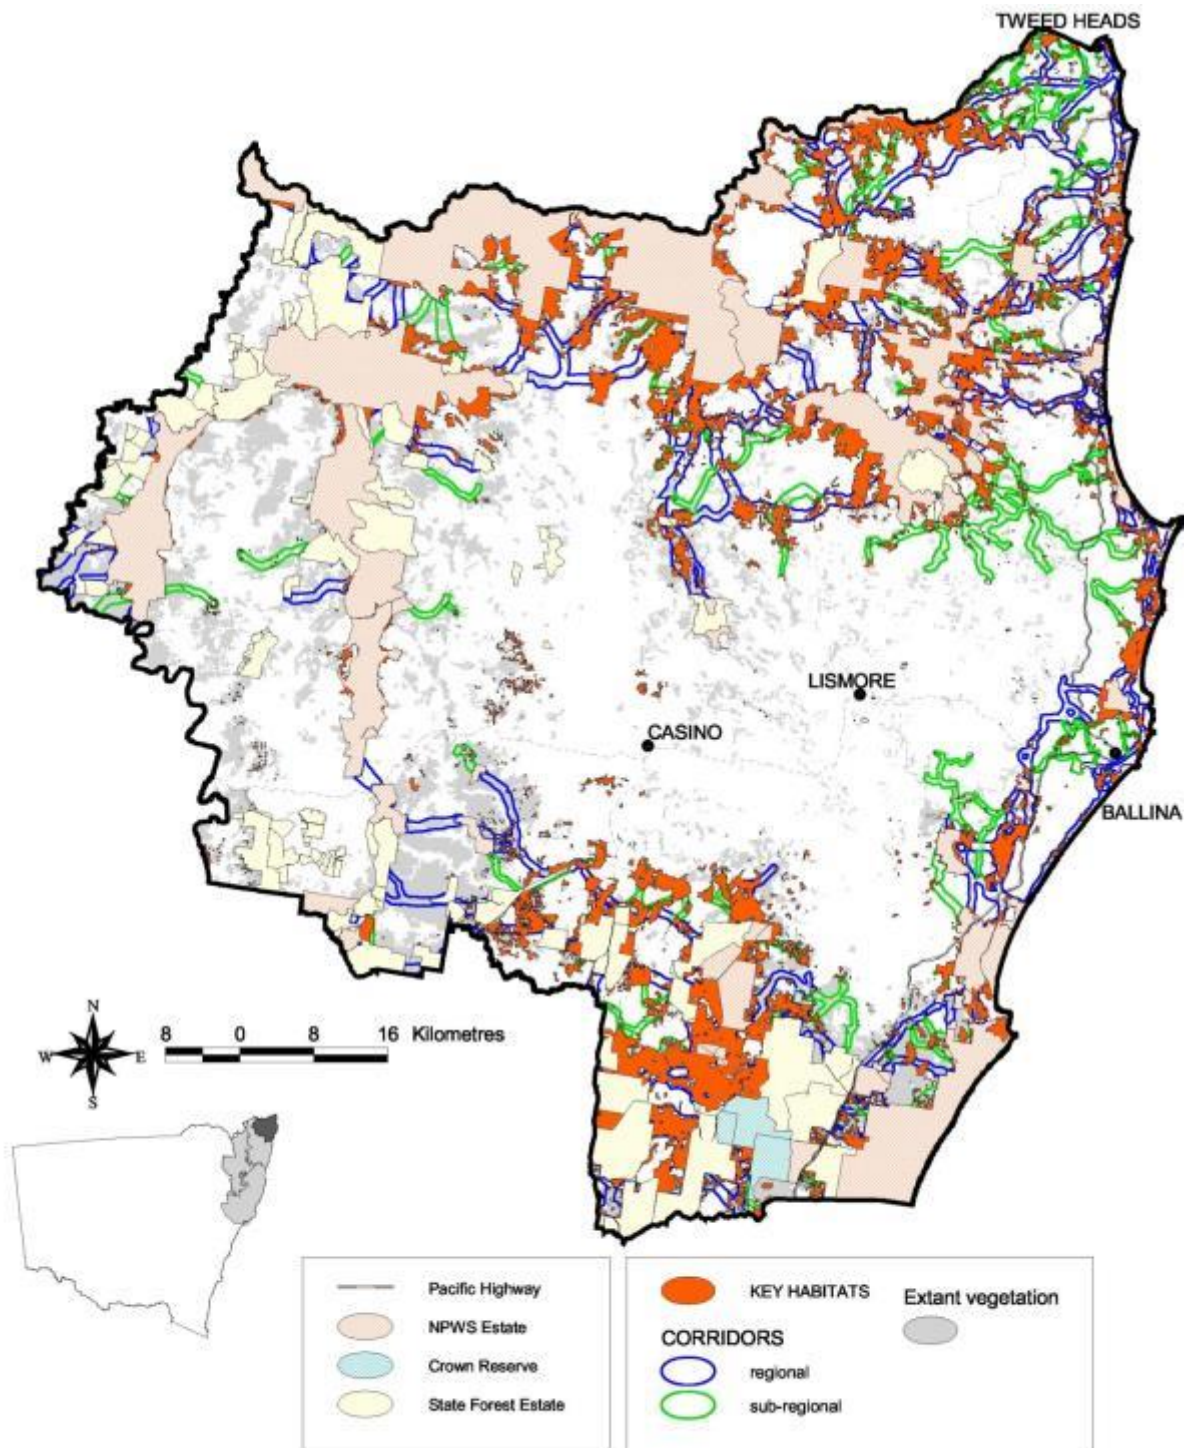 TWEED HEADS
LISMORE
CASINO
BALLINA
N
W E
S
8 0 8 16 Kilometres
Pacific Highway
NPWS Estate
Crown Reserve
State Forest Estate
KEY HABITATS
CORRIDORS
regional
sub-regional
Extant vegetation